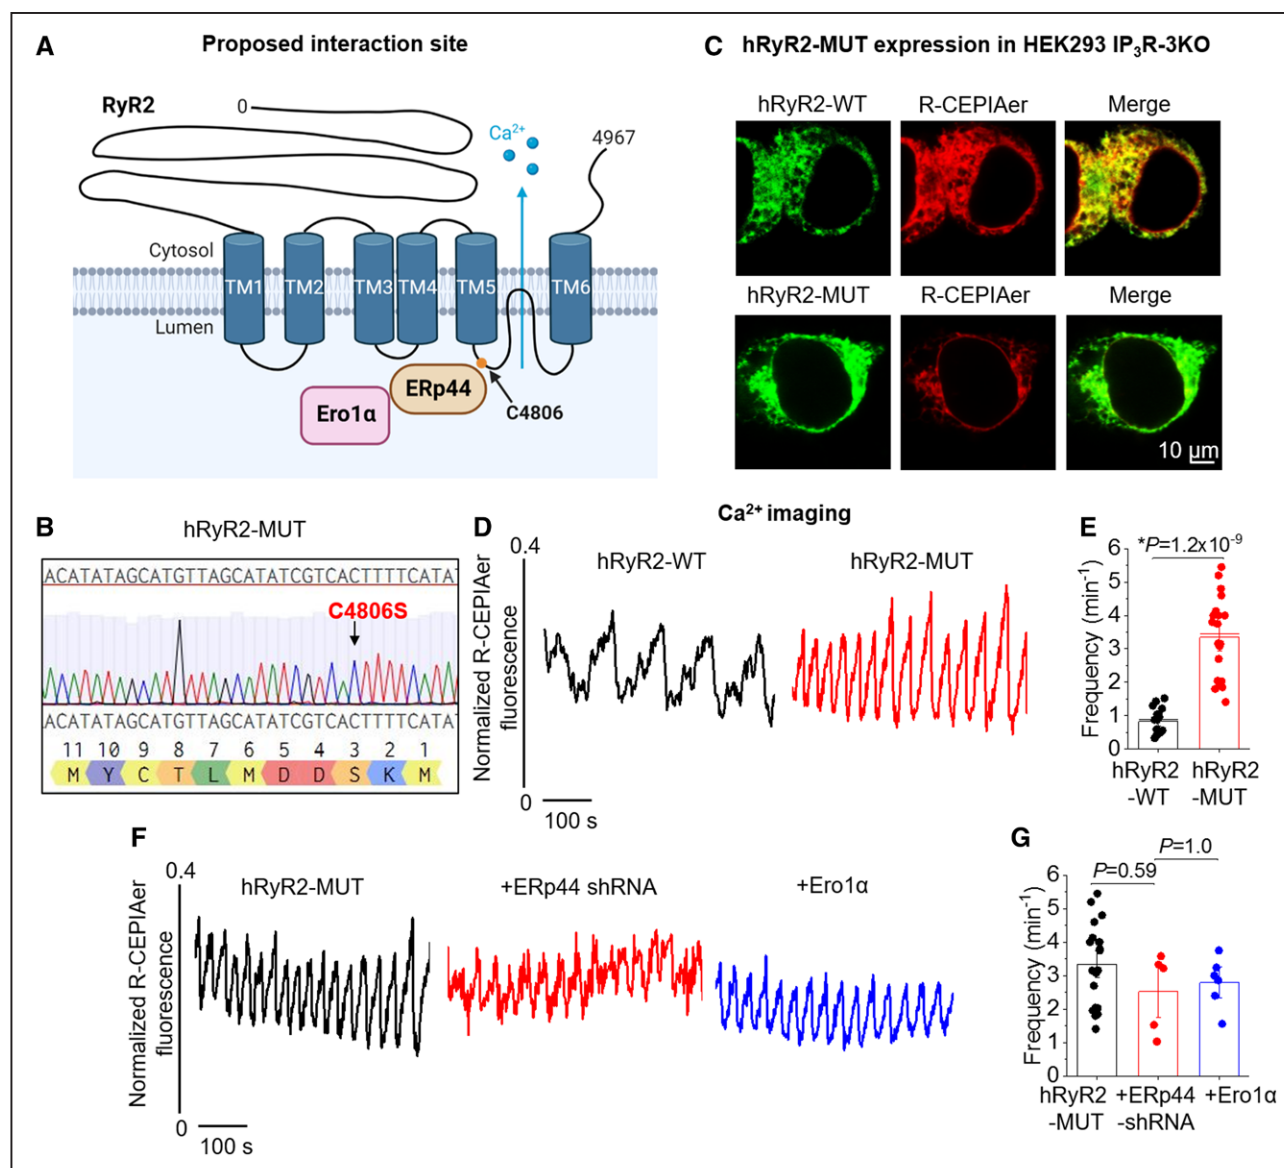 A
Proposed interaction site
RyR2
0
Ca2+
4967
Cytosol
TM1
TM2
TM3
TM4
TM5
TM6
Lumen
ERp44
Ero1α
C4806
C
hRyR2-MUT expression in HEK293 IP3R-3KO
hRyR2-WT
R-CEPIAer
Merge
hRyR2-MUT
R-CEPIAer
Merge
10 µm
B
hRyR2-MUT
ACATATAGCATGTTAGCATATCGTCACTTTTCATA
C4806S
ACATATAGCATGTTAGCATATCGTCACTTTTCATA
11 10 9 8 7 6 5 4 3 2 1
M Y C T L M D D S K M
Ca2+ imaging
D
Normalized R-CEPIAer
fluorescence
0.4
0
hRyR2-WT
hRyR2-MUT
100 s
E
*P=1.2x10-9
Frequency (min-1)
6
5
4
3
2
1
0
hRyR2
-WT
hRyR2
-MUT
F
Normalized R-CEPIAer
fluorescence
0.4
0
hRyR2-MUT
+ERp44 shRNA
+Ero1α
100 s
G
P=1.0
P=0.59
Frequency (min-1)
6
5
4
3
2
1
0
hRyR2
-MUT
+ERp44
-shRNA
+Ero1α